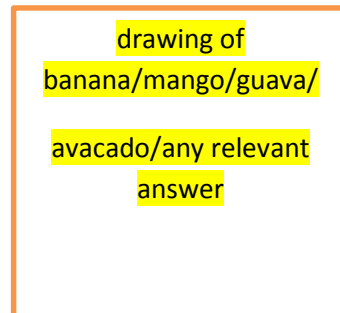 drawing of
banana/mango/guava/
avacado/any relevant
answer